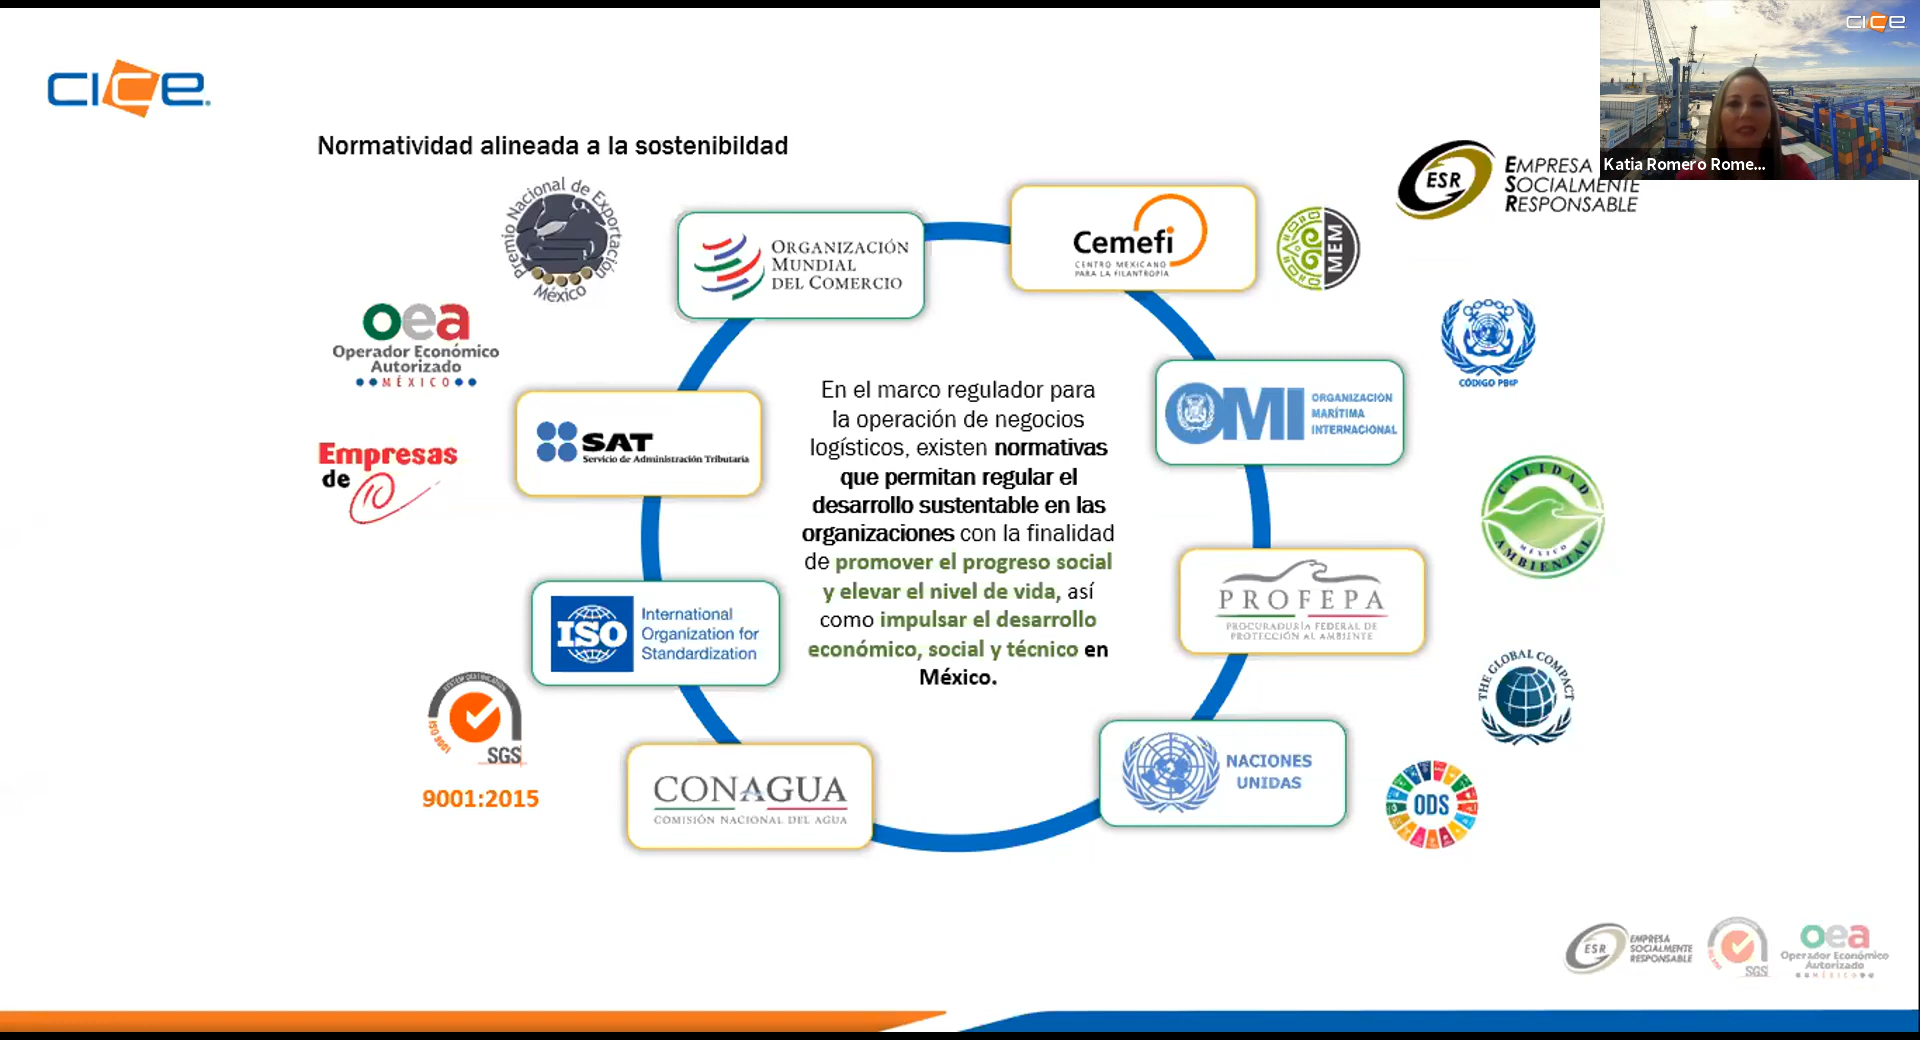 cice
cice.
Katia Romero Rome...
Normatividad alineada a la sostenibildad
Premio Nacional de Exportación
México
ORGANIZACIÓN
MUNDIAL
DEL COMERCIO
Cemefi
CENTRO MEXICANO
PARA LA FILANTROPÍA
MEM
ESR
EMPRESA
SOCIALMENTE
RESPONSABLE
oea
Operador Económico
Autorizado
MÉXICO
CÓDIGO PBIP
SAT
Servicio de Administración Tributaria
OMI
ORGANIZACIÓN
MARÍTIMA
INTERNACIONAL
Empresas
de 10
En el marco regulador para
la operación de negocios
logísticos, existen normativas
que permitan regular el
desarrollo sustentable en las
organizaciones con la finalidad
de promover el progreso social
y elevar el nivel de vida, así
como impulsar el desarrollo
económico, social y técnico en
México.
CALIDAD
AMBIENTAL
MÉXICO
PROFEPA
PROCURADURÍA FEDERAL DE
PROTECCIÓN AL AMBIENTE
ISO
International
Organization for
Standardization
THE GLOBAL COMPACT
SYSTEM CERTIFICATION
ISO 9001
SGS
9001:2015
CONAGUA
COMISIÓN NACIONAL DEL AGUA
NACIONES
UNIDAS
ODS
ESR
EMPRESA
SOCIALMENTE
RESPONSABLE
SGS
oea
Operador Económico
Autorizado
MÉXICO